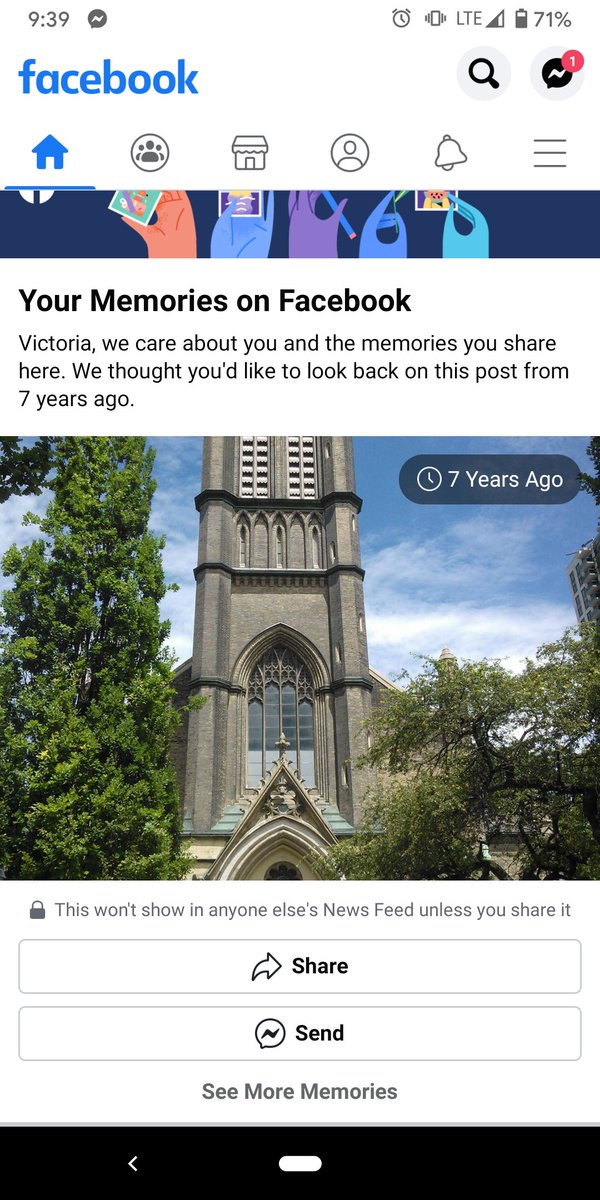 9:39
LTE
71%
facebook
1
Your Memories on Facebook
Victoria, we care about you and the memories you share
here. We thought you'd like to look back on this post from
7 years ago.
7 Years Ago
This won't show in anyone else's News Feed unless you share it
Share
Send
See More Memories